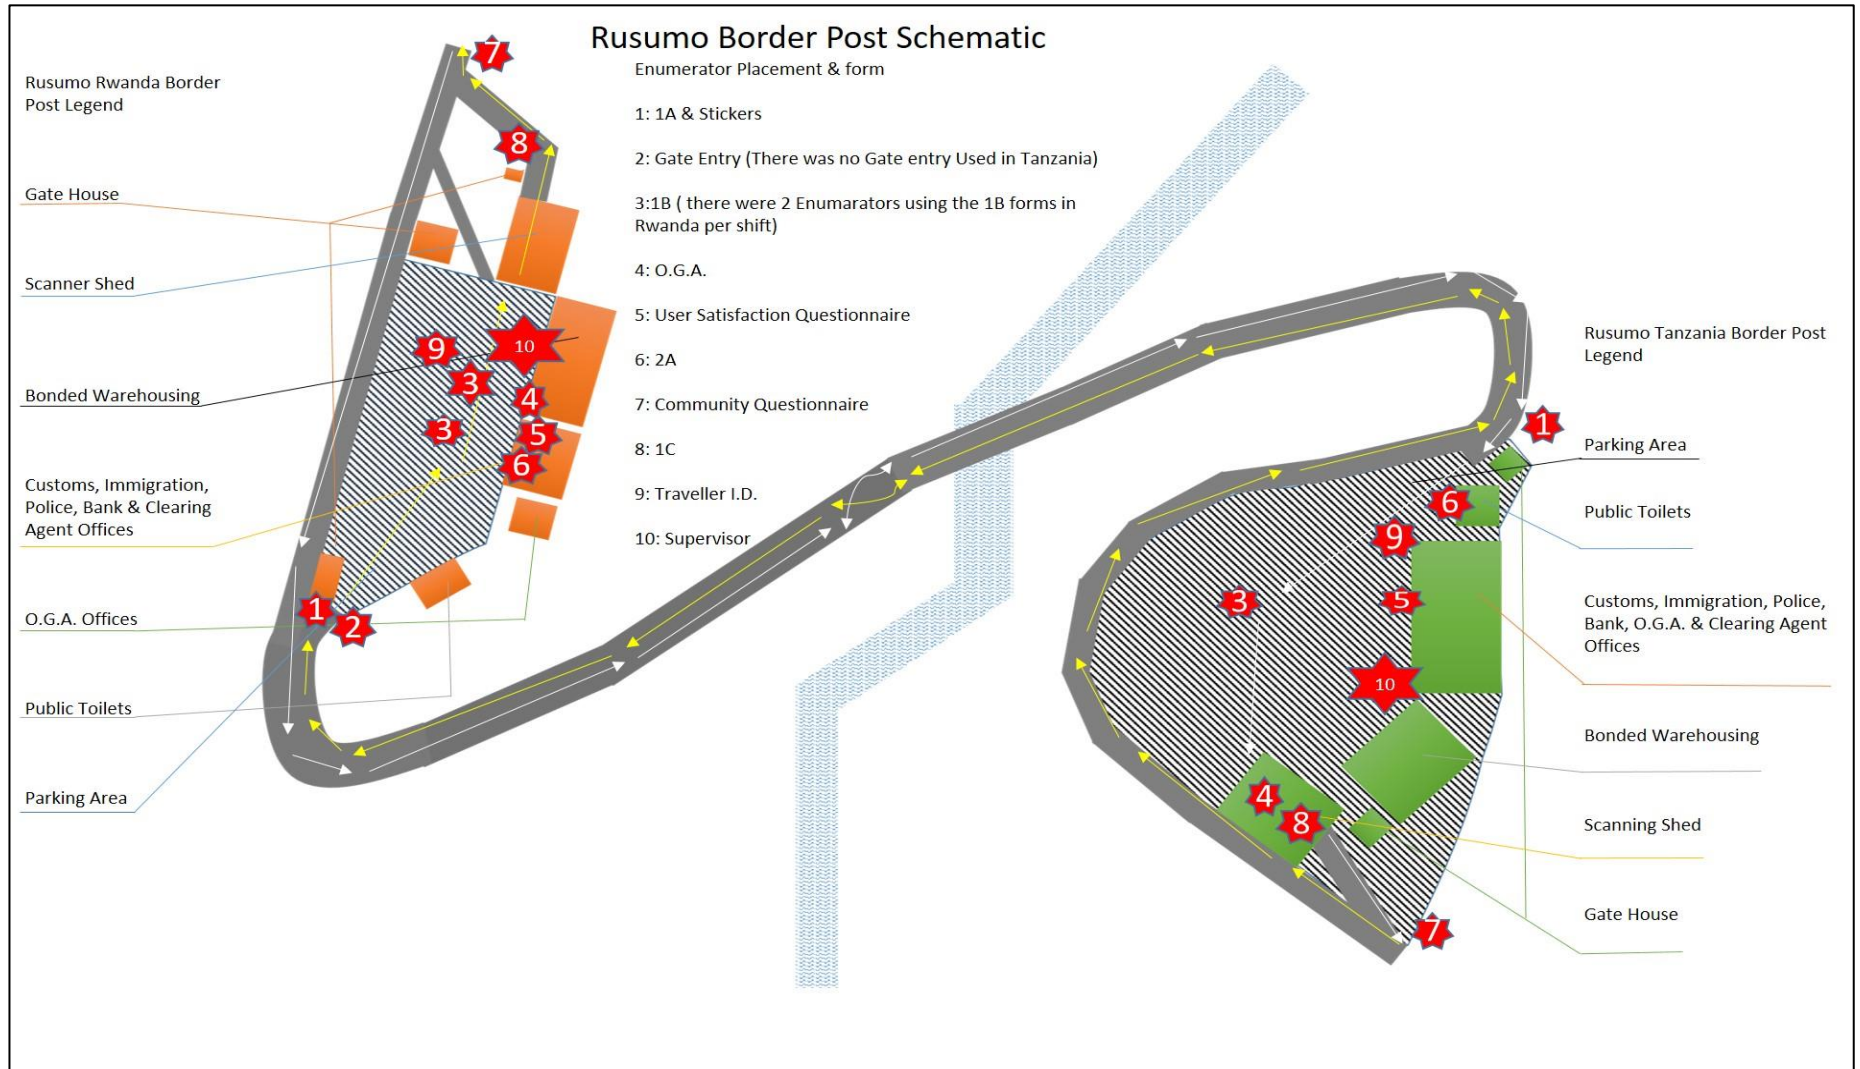 Rusumo Border Post Schematic
Enumerator Placement & form
1: 1A & Stickers
2: Gate Entry (There was no Gate entry Used in Tanzania)
3:1B ( there were 2 Enumarators using the 1B forms in
Rwanda per shift)
4: O.G.A.
5: User Satisfaction Questionnaire
6: 2A
7: Community Questionnaire
8: 1C
9: Traveller I.D.
10: Supervisor
Rusumo Rwanda Border
Post Legend
Gate House
Scanner Shed
Bonded Warehousing
Customs, Immigration,
Police, Bank & Clearing
Agent Offices
O.G.A. Offices
Public Toilets
Parking Area
7
8
9
10
3
4
3
5
6
1
2
Rusumo Tanzania Border Post
Legend
Parking Area
Public Toilets
Customs, Immigration, Police,
Bank, O.G.A. & Clearing Agent
Offices
Bonded Warehousing
Scanning Shed
Gate House
1
6
9
3
5
10
4
8
7